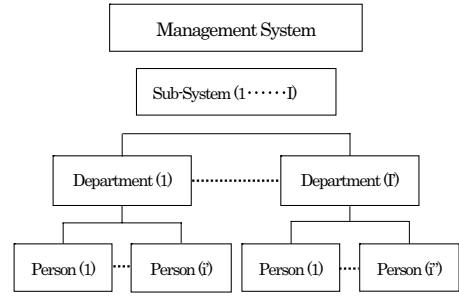 Management System
Sub-System (1……I)
Department (1)
Department (I')
Person (1)
Person (i')
Person (1)
Person (i'')